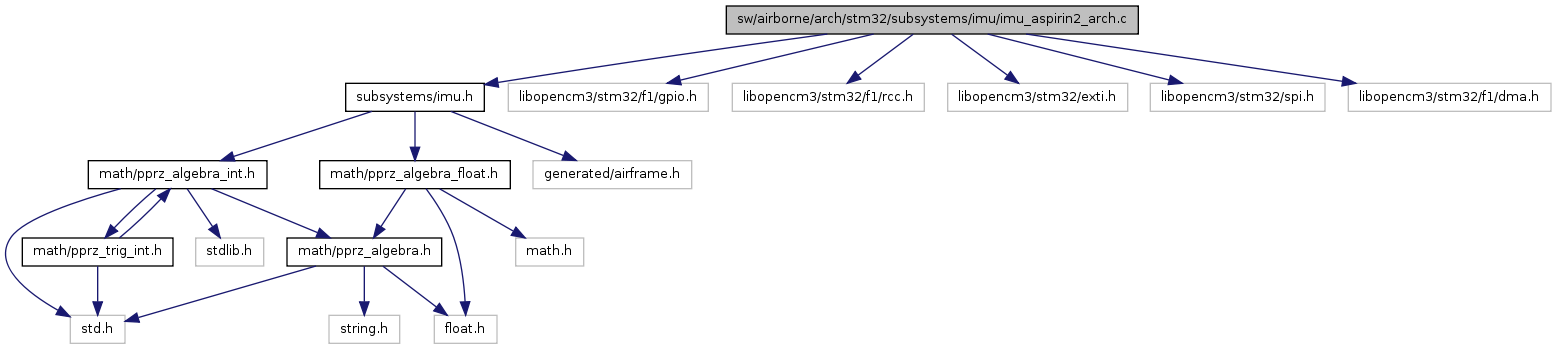 sw/airborne/arch/stm32/subsystems/imu/imu_aspirin2_arch.c
subsystems/imu.h
libopencm3/stm32/f1/gpio.h
libopencm3/stm32/f1/rcc.h
libopencm3/stm32/exti.h
libopencm3/stm32/spi.h
libopencm3/stm32/f1/dma.h
math/pprz_algebra_int.h
math/pprz_algebra_float.h
generated/airframe.h
math/pprz_trig_int.h
stdlib.h
math/pprz_algebra.h
math.h
std.h
string.h
float.h